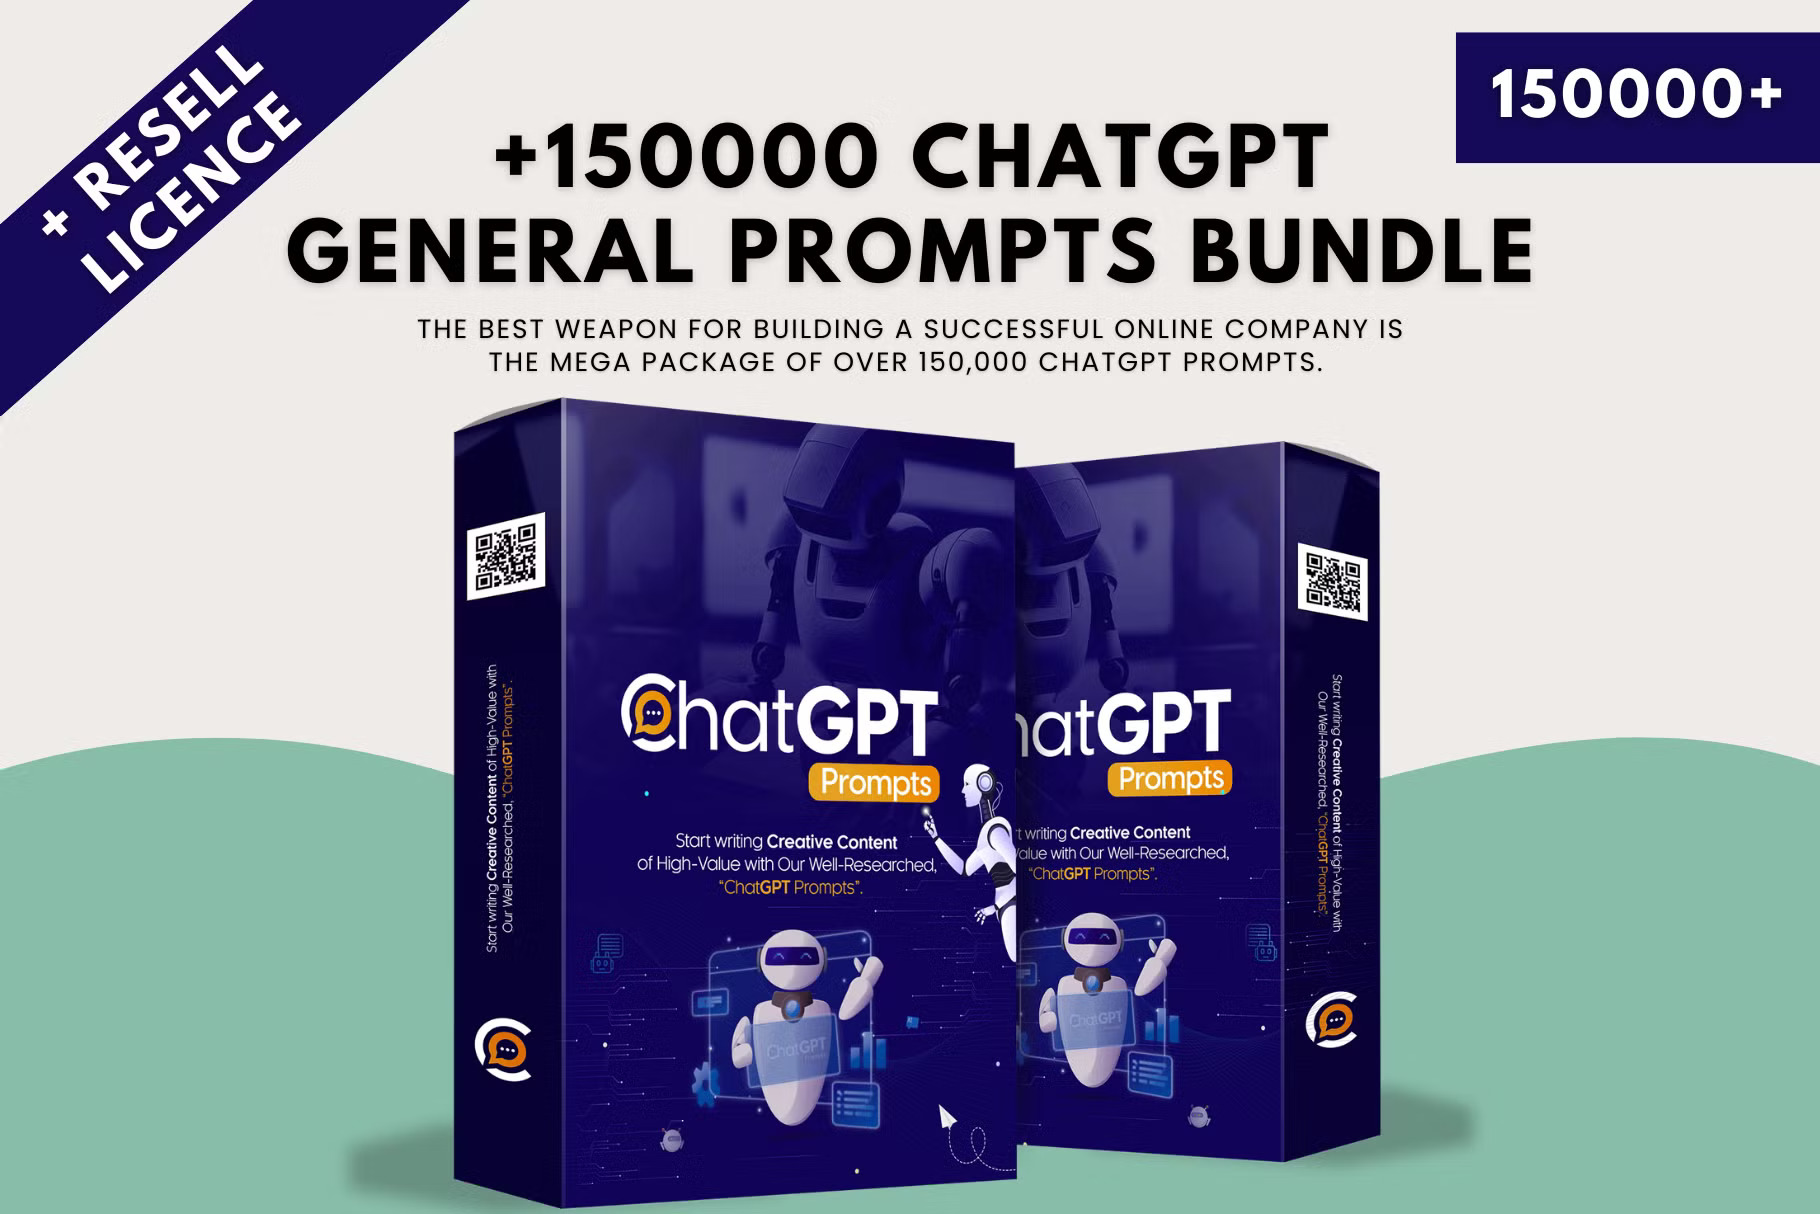 + RESELL
LICENCE
150000+
+150000 CHATGPT
GENERAL PROMPTS BUNDLE
THE BEST WEAPON FOR BUILDING A SUCCESSFUL ONLINE COMPANY IS
THE MEGA PACKAGE OF OVER 150,000 CHATGPT PROMPTS.
Start writing Creative Content of High-Value with
Our Well-Researched, "ChatGPT Prompts".
ChatGPT
Prompts
Start writing Creative Content
of High-Value with Our Well-Researched,
"ChatGPT Prompts".
ChatGPT
hatGPT
Prompts
t writing Creative Content
Value with Our Well-Researched,
"ChatGPT Prompts".
ChatGPT
Start writing Creative Content of High-Value with
Our Well-Researched, "ChatGPT Prompts".